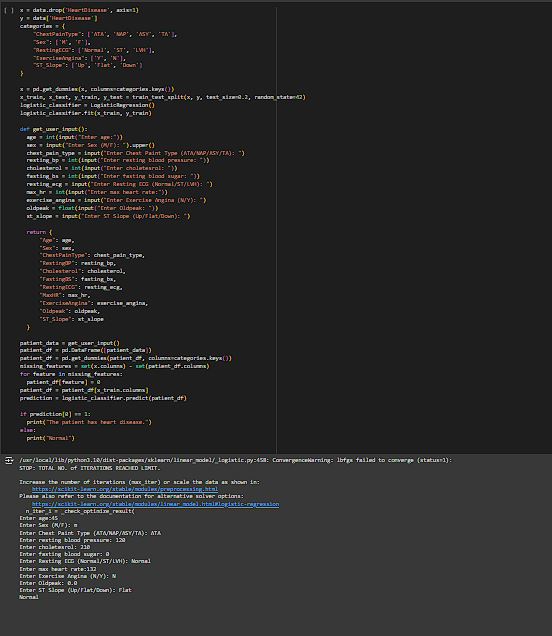 [ ] x = data.drop('HeartDisease', axis=1)
y = data['HeartDisease']
categories = {
"ChestPainType": ['ATA', 'NAP', 'ASY', 'TA'],
"Sex": ['M', 'F'],
"RestingECG": ['Normal', 'ST', 'LVH'],
"ExerciseAngina": ['Y', 'N'],
"ST_Slope": ['Up', 'Flat', 'Down']
}
x = pd.get_dummies(x, columns=categories.keys())
x_train, x_test, y_train, y_test = train_test_split(x, y, test_size=0.2, random_state=42)
logistic_classifier = LogisticRegression()
logistic_classifier.fit(x_train, y_train)
def get_user_input():
age = int(input("Enter age:"))
sex = input("Enter Sex (M/F): ").upper()
chest_pain_type = input("Enter Chest Paint Type (ATA/NAP/ASY/TA): ")
resting_bp = int(input("Enter resting blood pressure: "))
cholesterol = int(input("Enter choletesrol: "))
fasting_bs = int(input("Enter fasting blood sugar: "))
resting_ecg = input("Enter Resting ECG (Normal/ST/LVH): ")
max_hr = int(input("Enter max heart rate:"))
exercise_angina = input("Enter Exercise Angina (N/Y): ")
oldpeak = float(input("Enter Oldpeak: "))
st_slope = input("Enter ST Slope (Up/Flat/Down): ")
return {
"Age": age,
"Sex": sex,
"ChestPainType": chest_pain_type,
"RestingBP": resting_bp,
"Cholesterol": cholesterol,
"FastingBS": fasting_bs,
"RestingECG": resting_ecg,
"MaxHR": max_hr,
"ExerciseAngina": exercise_angina,
"Oldpeak": oldpeak,
"ST_Slope": st_slope
}
patient_data = get_user_input()
patient_df = pd.DataFrame([patient_data])
patient_df = pd.get_dummies(patient_df, columns=categories.keys())
missing_features = set(x.columns) - set(patient_df.columns)
for feature in missing_features:
patient_df[feature] = 0
patient_df = patient_df[x_train.columns]
prediction = logistic_classifier.predict(patient_df)
if prediction[0] == 1:
print("The patient has heart disease.")
else:
print("Normal")
/usr/local/lib/python3.10/dist-packages/sklearn/linear_model/_logistic.py:458: ConvergenceWarning: lbfgs failed to converge (status=1):
STOP: TOTAL NO. of ITERATIONS REACHED LIMIT.
Increase the number of iterations (max_iter) or scale the data as shown in:
https://scikit-learn.org/stable/modules/preprocessing.html
Please also refer to the documentation for alternative solver options:
https://scikit-learn.org/stable/modules/linear_model.html#logistic-regression
n_iter_i = _check_optimize_result(
Enter age:45
Enter Sex (M/F): m
Enter Chest Paint Type (ATA/NAP/ASY/TA): ATA
Enter resting blood pressure: 120
Enter choletesrol: 210
Enter fasting blood sugar: 0
Enter Resting ECG (Normal/ST/LVH): Normal
Enter max heart rate:132
Enter Exercise Angina (N/Y): N
Enter Oldpeak: 0.0
Enter ST Slope (Up/Flat/Down): Flat
Normal